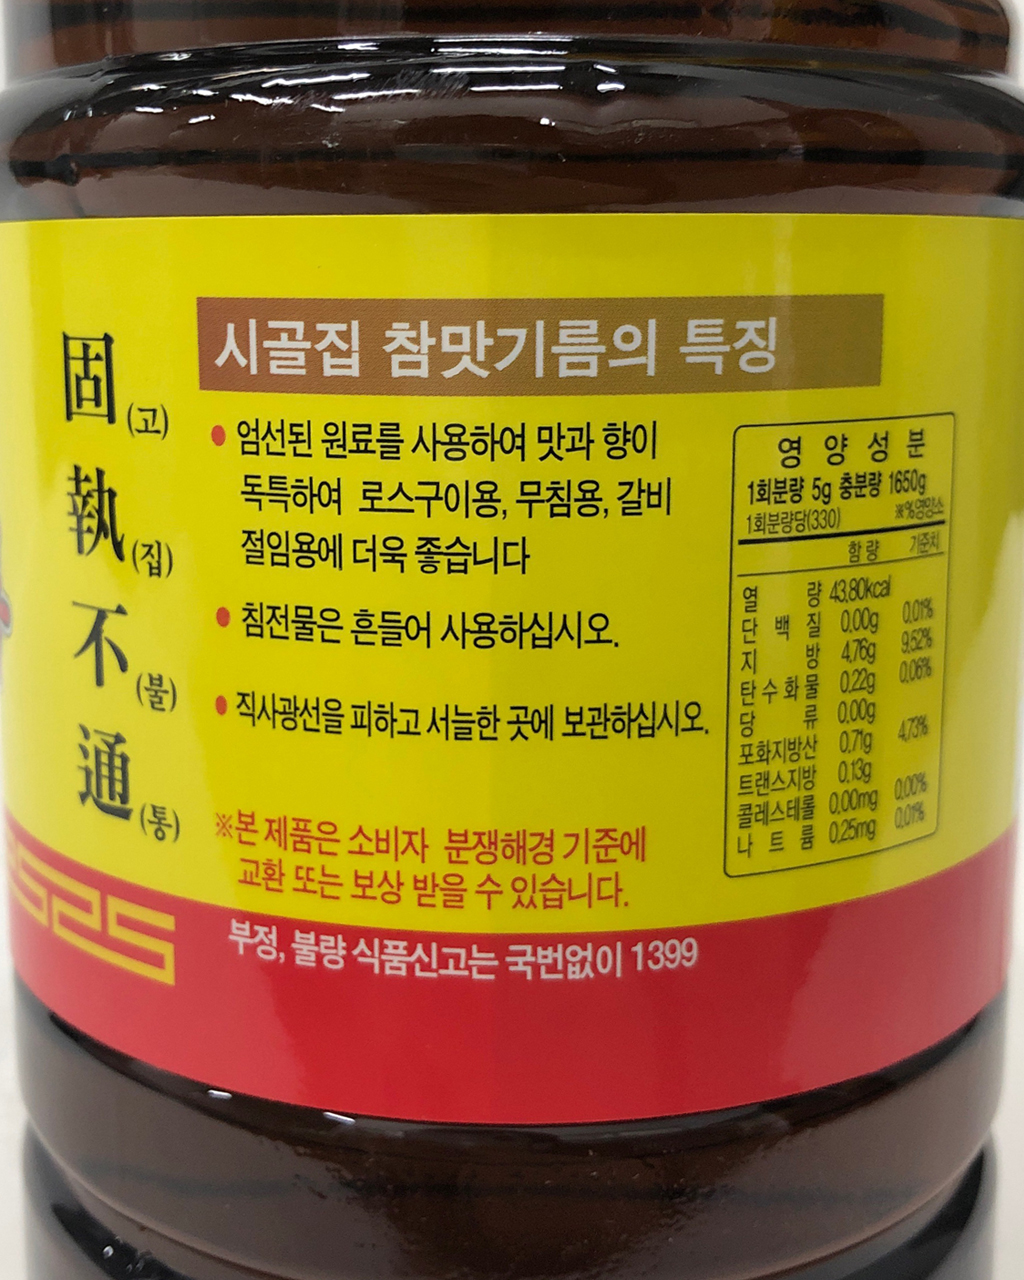 固(고)
執(집)
不(불)
通(통)
시골집 참맛기름의 특징
• 엄선된 원료를 사용하여 맛과 향이
독특하여 로스구이용, 무침용, 갈비
절임용에 더욱 좋습니다
• 침전물은 흔들어 사용하십시오.
• 직사광선을 피하고 서늘한 곳에 보관하십시오.
※본 제품은 소비자 분쟁해경 기준에
교환 또는 보상 받을 수 있습니다.
부정, 불량 식품신고는 국번없이 1399
영양성분
1회분량 5g 충분량 1650g
1회분량당(330) ※%영양소
함량 기준치
열량 43.80kcal
단백질 0.00g 0.01%
지방 4.76g 9.52%
탄수화물 0.22g 0.06%
당류 0.00g
포화지방산 0.71g 4.73%
트랜스지방 0.13g
콜레스테롤 0.00mg 0.00%
나트륨 0.25mg 0.01%